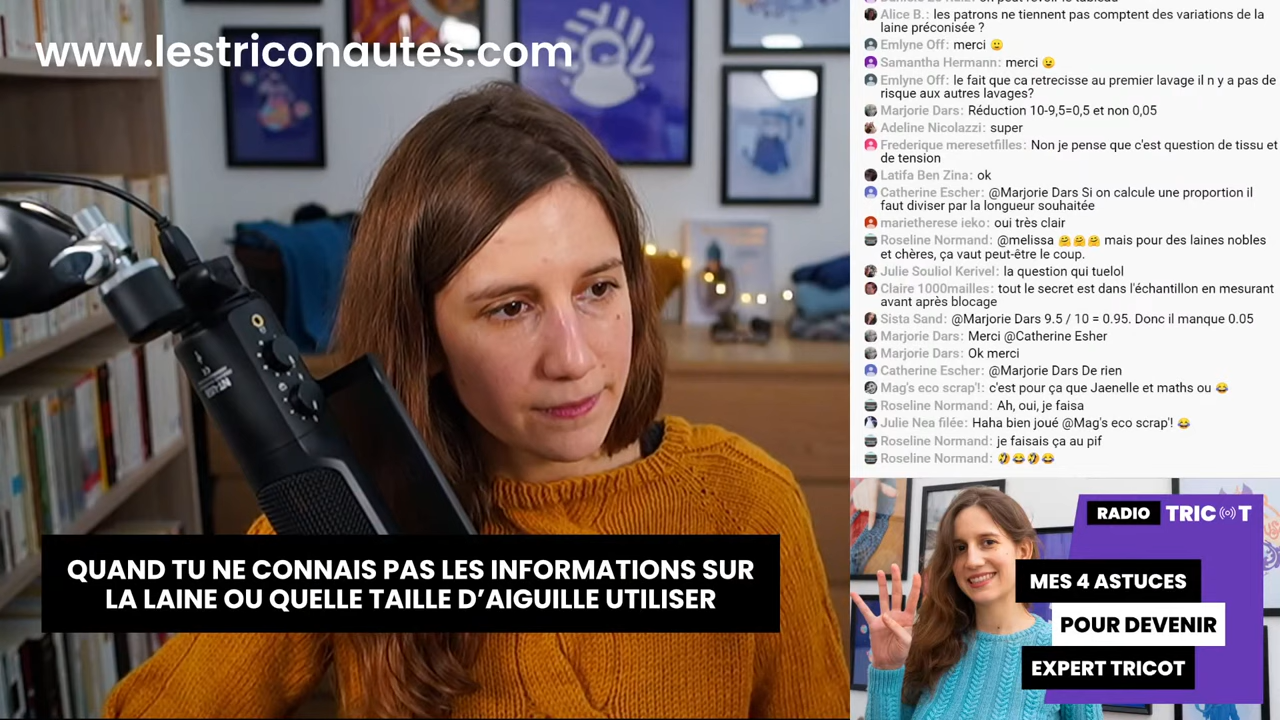 www.lestriconautes.com
Alice B.: les patrons ne tiennent pas comptent des variations de la
laine préconisée ?
Emlyne Off: merci 🙂
Samantha Hermann: merci 😉
Emlyne Off: le fait que ca retrecisse au premier lavage il n y a pas de
risque aux autres lavages?
Marjorie Dars: Réduction 10-9,5=0,5 et non 0,05
Adeline Nicolazzi: super
Frederique meresetfilles: Non je pense que c'est question de tissu et
de tension
Latifa Ben Zina: ok
Catherine Escher: @Marjorie Dars Si on calcule une proportion il
faut diviser par la longueur souhaitée
marietherese ieko: oui très clair
Roseline Normand: @melissa 🤗🤗🤗 mais pour des laines nobles
et chères, ça vaut peut-être le coup.
Julie Souliol Kerivel: la question qui tuelol
Claire 1000mailles: tout le secret est dans l'échantillon en mesurant
avant après blocage
Sista Sand: @Marjorie Dars 9.5 / 10 = 0.95. Donc il manque 0.05
Marjorie Dars: Merci @Catherine Esher
Marjorie Dars: Ok merci
Catherine Escher: @Marjorie Dars De rien
Mag's eco scrap'!: c'est pour ça que Jaenelle et maths ou 😂
Roseline Normand: Ah, oui, je faisa
Julie Nea filée: Haha bien joué @Mag's eco scrap'! 😂
Roseline Normand: je faisais ça au pif
Roseline Normand: 🤣😂🤣😂
QUAND TU NE CONNAIS PAS LES INFORMATIONS SUR
LA LAINE OU QUELLE TAILLE D'AIGUILLE UTILISER
RADIO TRICOT
MES 4 ASTUCES
POUR DEVENIR
EXPERT TRICOT